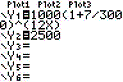 Plot1 Plot2 Plot3
\Y1=1000(1+7/300
0)^(12X)
\Y2=2500
\Y3=
\Y4=
\Y5=
\Y6=